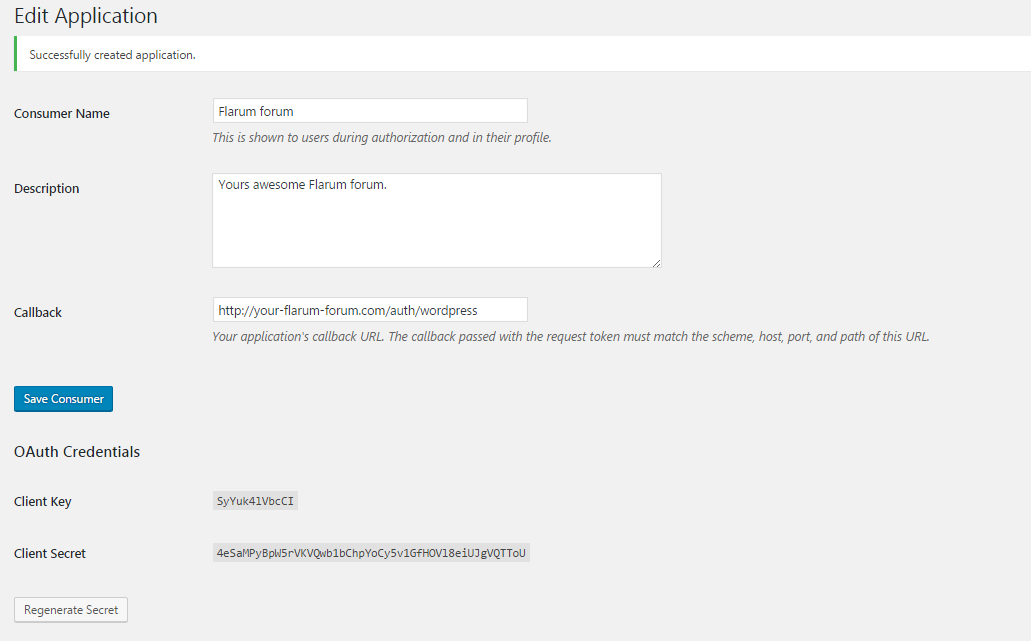 Edit Application
Successfully created application.
Consumer Name
Flarum forum
This is shown to users during authorization and in their profile.
Description
Yours awesome Flarum forum.
Callback
http://your-flarum-forum.com/auth/wordpress
Your application's callback URL. The callback passed with the request token must match the scheme, host, port, and path of this URL.
Save Consumer
OAuth Credentials
Client Key
SyYuk41VbcCI
Client Secret
4eSaMPyBpW5rVKVQwb1bChpYoCy5v1GfHOVl8eiUJgVQTToU
Regenerate Secret